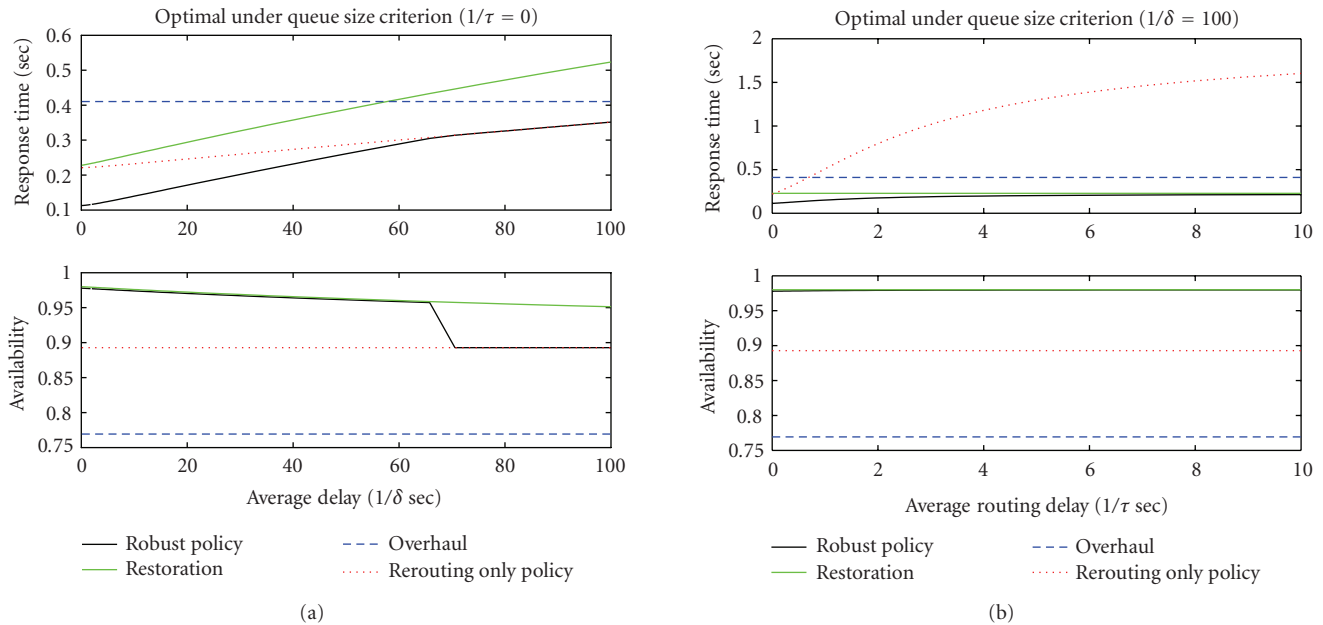 Optimal under queue size criterion (1/τ = 0)
Response time (sec)
0.6
0.5
0.4
0.3
0.2
0.1
0 20 40 60 80 100
Availability
1
0.95
0.9
0.85
0.8
0.75
0 20 40 60 80 100
Average delay (1/δ sec)
Robust policy
Restoration
Overhaul
Rerouting only policy
(a)
Optimal under queue size criterion (1/δ = 100)
Response time (sec)
2
1.5
1
0.5
0
0 2 4 6 8 10
Availability
1
0.95
0.9
0.85
0.8
0.75
0 2 4 6 8 10
Average routing delay (1/τ sec)
Robust policy
Restoration
Overhaul
Rerouting only policy
(b)